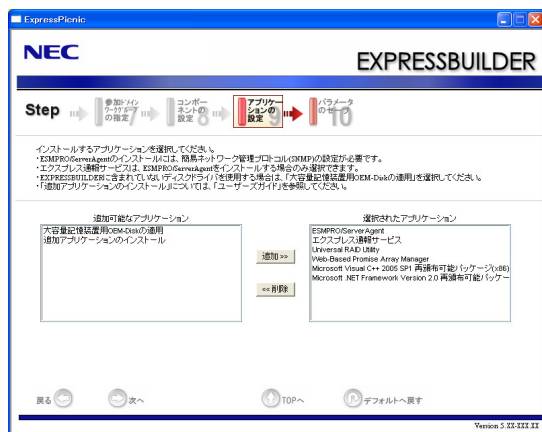 ExpressPicnic
NEC
EXPRESSBUILDER
Step
参加ドメイン
ワークグループ
の指定 7
コンポー
ネントの
設定 8
アプリケー
ションの
設定 9
パラメータ
のセーブ 10
インストールするアプリケーションを選択してください。
・ESMPRO/ServerAgentのインストールには、簡易ネットワーク管理プロトコル(SNMP)の設定が必要です。
・エクスプレス通報サービスは、ESMPRO/ServerAgentをインストールする場合のみ選択できます。
・EXPRESSBUILDERに含まれていないディスクドライバを使用する場合は、「大容量記憶装置用OEM-Diskの適用」を選択してください。
・「追加アプリケーションのインストール」については、「ユーザーズガイド」を参照してください。
追加可能なアプリケーション
大容量記憶装置用OEM-Diskの適用
追加アプリケーションのインストール
追加 >>
<< 削除
選択されたアプリケーション
ESMPRO/ServerAgent
エクスプレス通報サービス
Universal RAID Utility
Web-Based Promise Array Manager
Microsoft Visual C++ 2005 SP1 再頒布可能パッケージ(x86)
Microsoft .NET Framework Version 2.0 再頒布可能パッケー
戻る
次へ
TOPへ
デフォルトへ戻す
Version 5.XX-XXX.XX